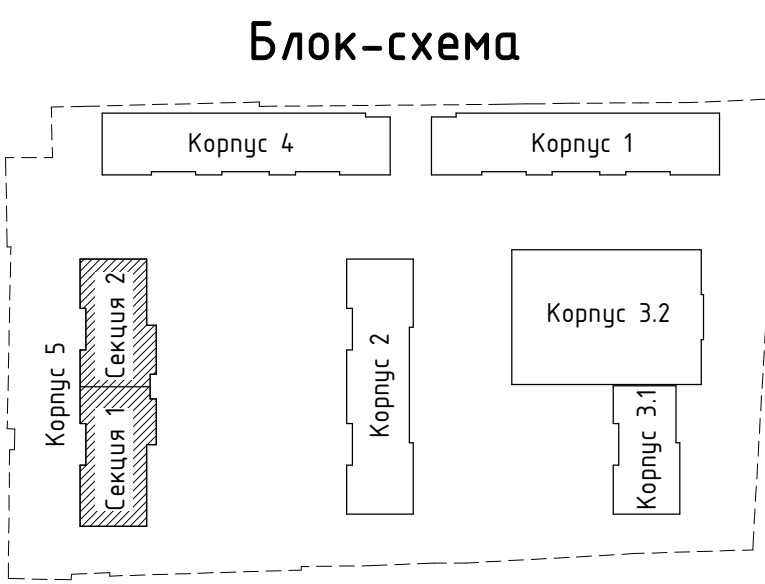 Блок-схема
Корпус 4
Корпус 1
Корпус 5
Секция 2
Секция 1
Корпус 2
Корпус 3.2
Корпус 3.1